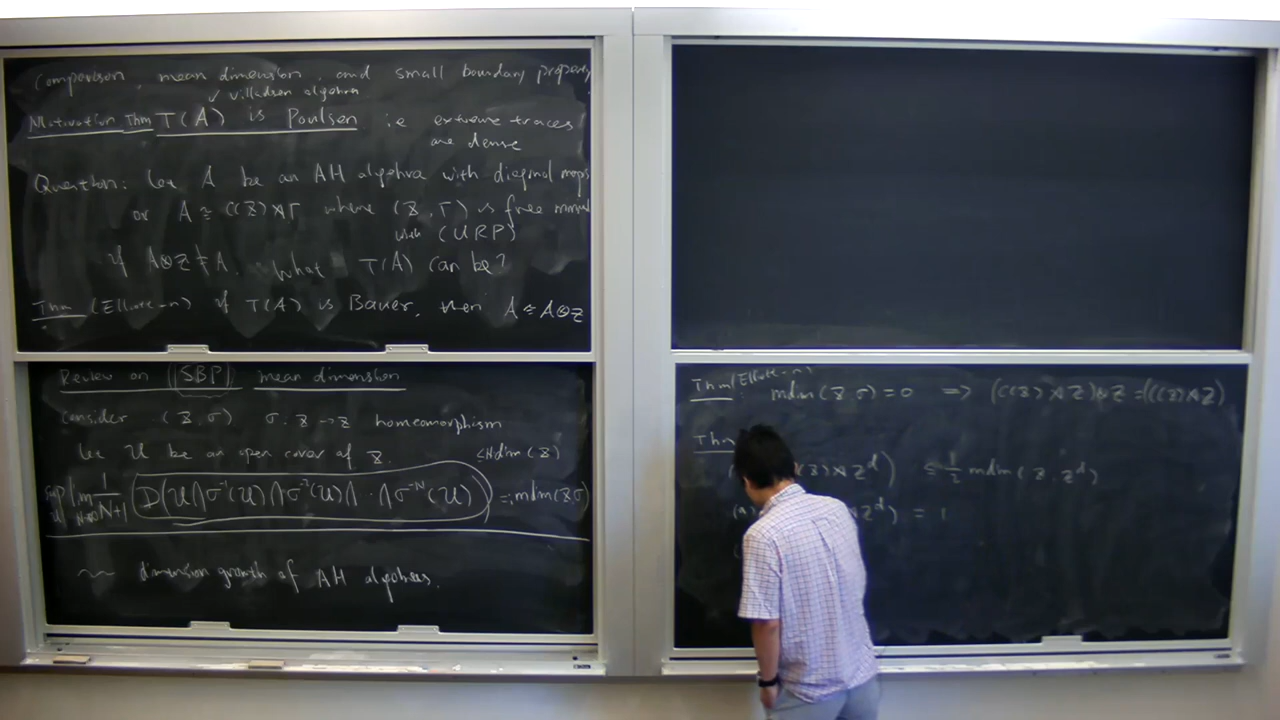 Comparison, mean dimension, and small boundary property
✓ Villadsen algebra
Motivation Thm T(A) is Poulsen i.e extreme traces
are dense
Question: Let A be an AH algebra with diagonal maps
or A ≅ C(Z)⋊Γ where (Z, Γ) is free minimal
with (URP)
if A⊗Z ≇ A. What T(A) can be?
Thm (Elliott-n) if T(A) is Bauer, then A ≅ A⊗Z
Review on (SBP) mean dimension
Consider (Z, σ) σ: Z → Z homeomorphism
Let U be an open cover of Z. ≤Ndim(Z)
sup U lim N→∞ 1/N+1 (D(U ∧ σ⁻¹(U) ∧ σ⁻²(U) ∧ ·· ∧ σ⁻ᴺ(U))) =: mdim(Z,σ)
~~ dimension growth of AH algebras.
Thm (Elliott-n): mdim(Z, σ) = 0 ⇒ (C(Z)⋊Z)⊗Z ≅ (C(Z)⋊Z)
Thm
(Z)⋊Zᵈ) ≤ ½ mdim(Z, Zᵈ)
⋊Zᵈ) = 1